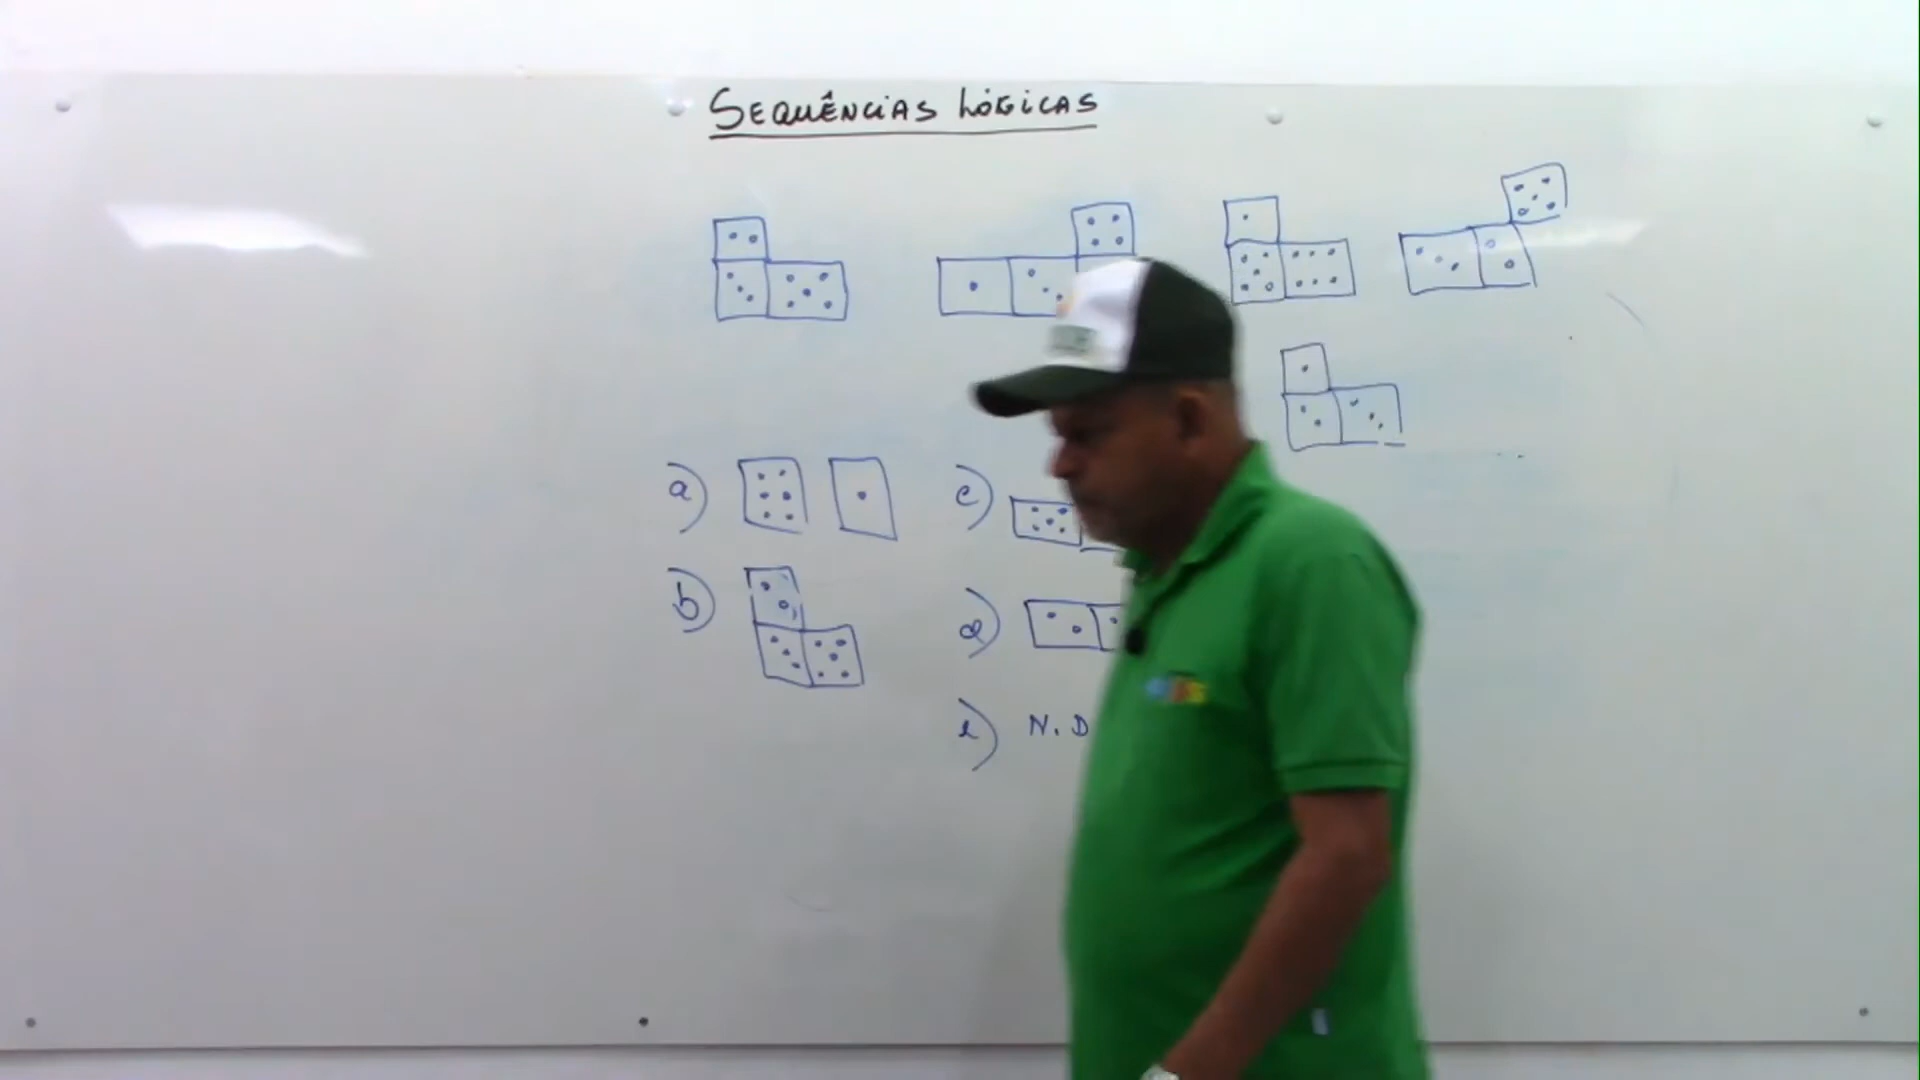 SEQUÊNCIAS LÓGICAS
a)
c)
b)
d)
e) N.D